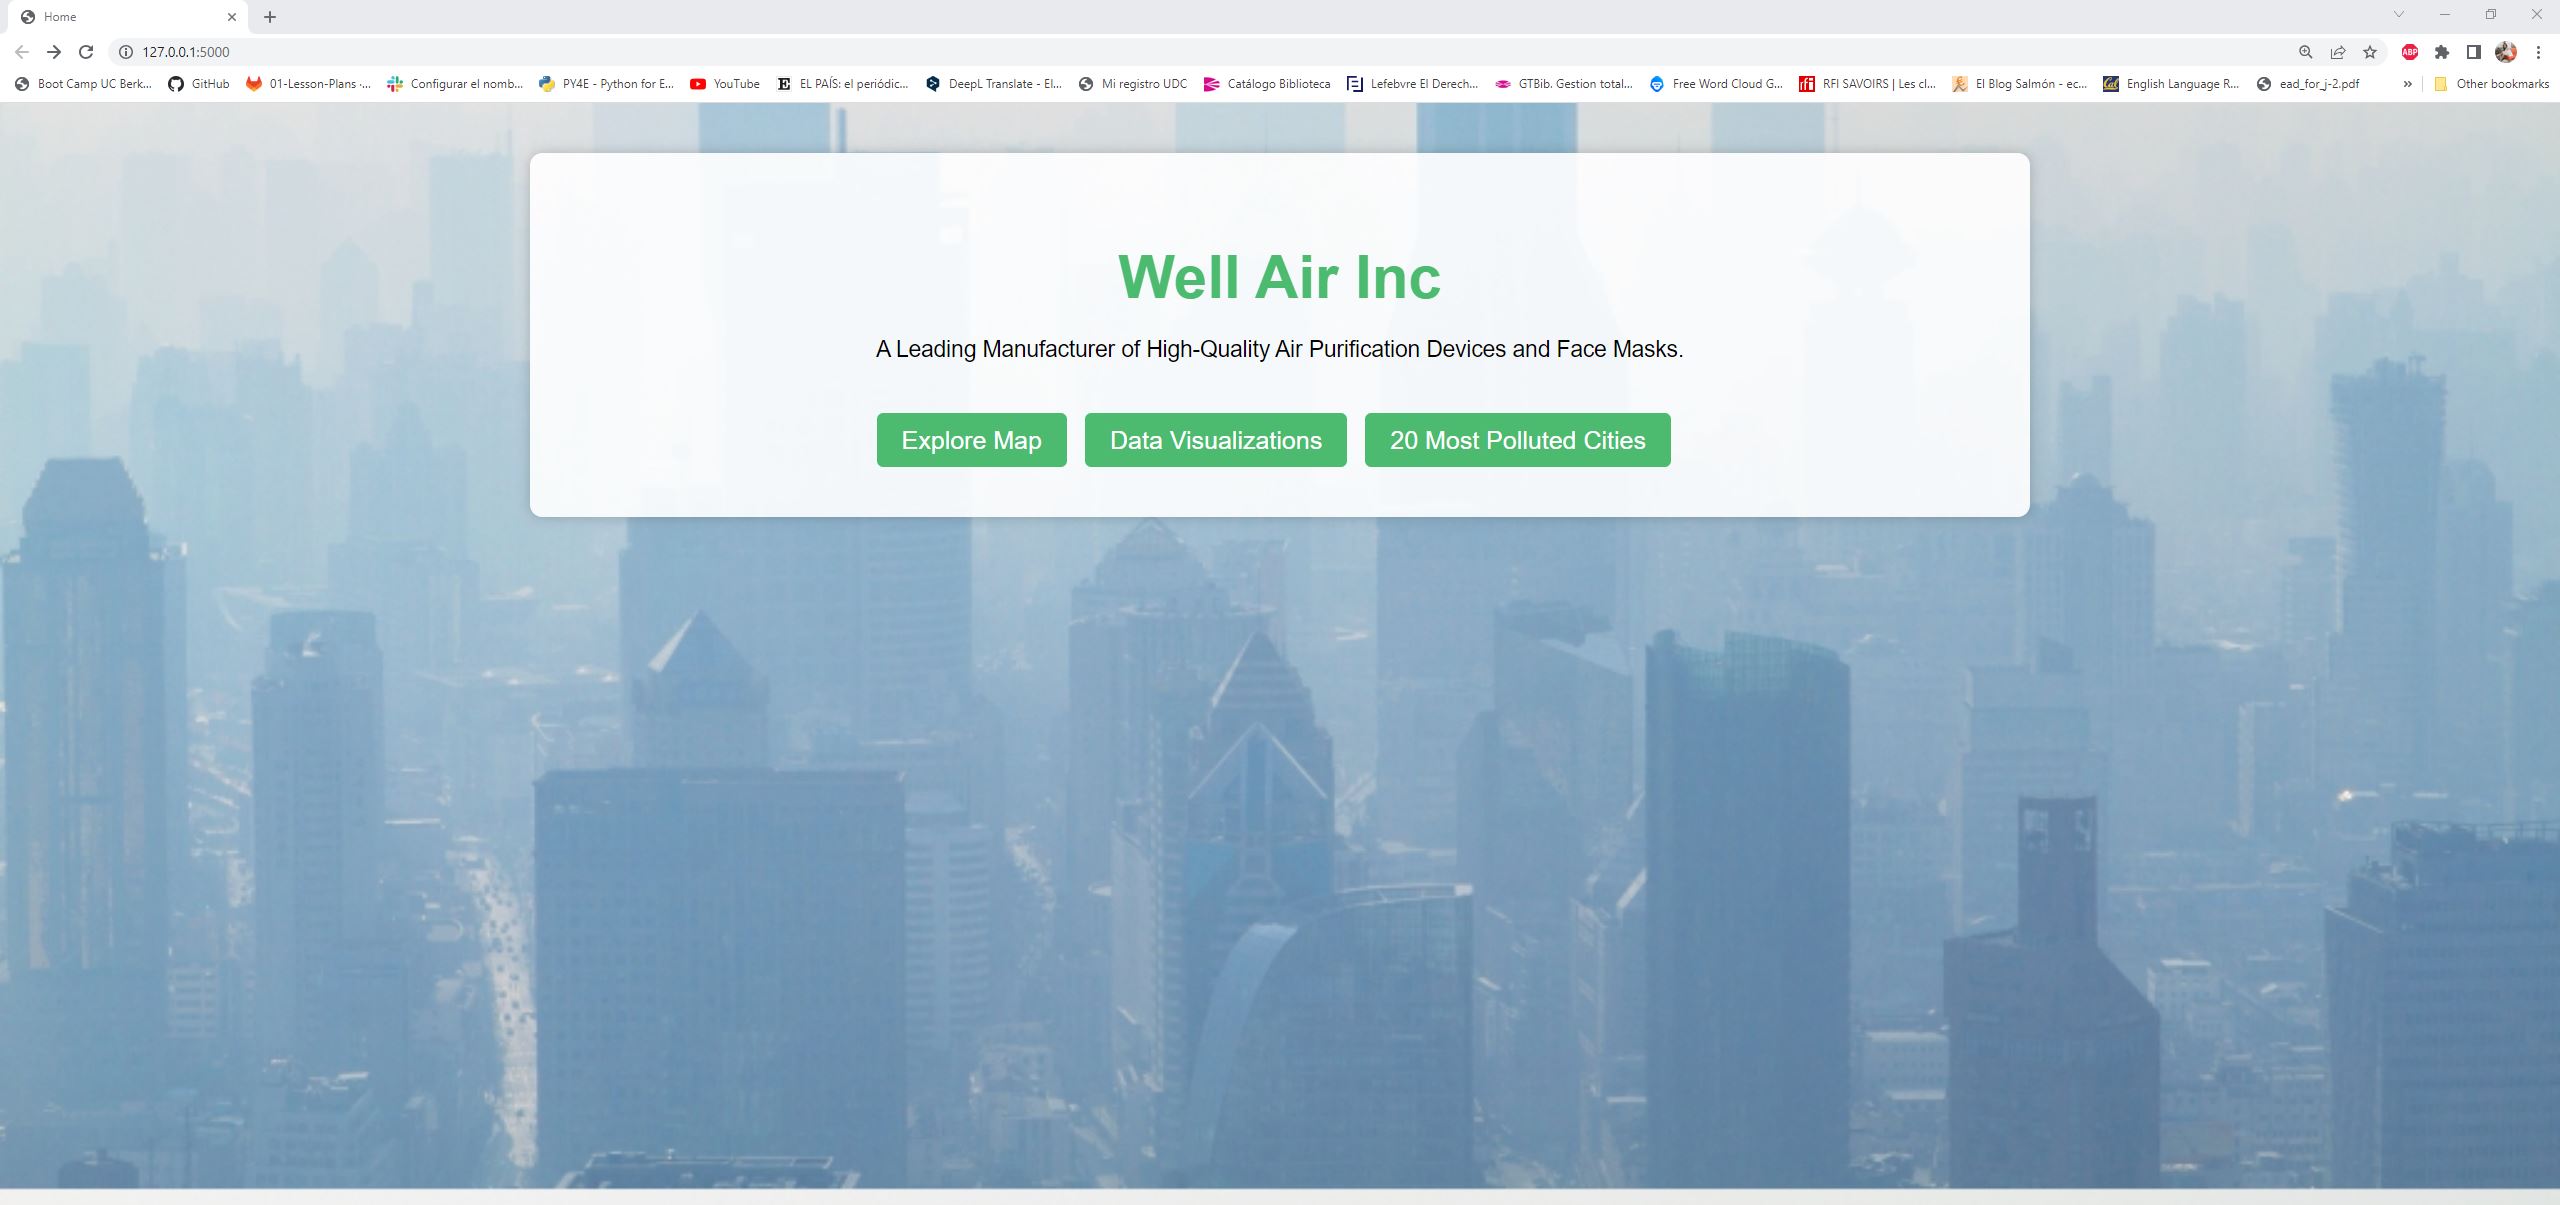 Home
127.0.0.1:5000
ABP
Boot Camp UC Berk... GitHub 01-Lesson-Plans ·... Configurar el nomb... PY4E - Python for E... YouTube E EL PAÍS: el periódic... DeepL Translate - El... Mi registro UDC Catálogo Biblioteca Lefebvre El Derech... GTBib. Gestion total... Free Word Cloud G... rfi RFI SAVOIRS | Les cl... El Blog Salmón - ec... Cal English Language R... ead_for_j-2.pdf » Other bookmarks
Well Air Inc
A Leading Manufacturer of High-Quality Air Purification Devices and Face Masks.
Explore Map Data Visualizations 20 Most Polluted Cities